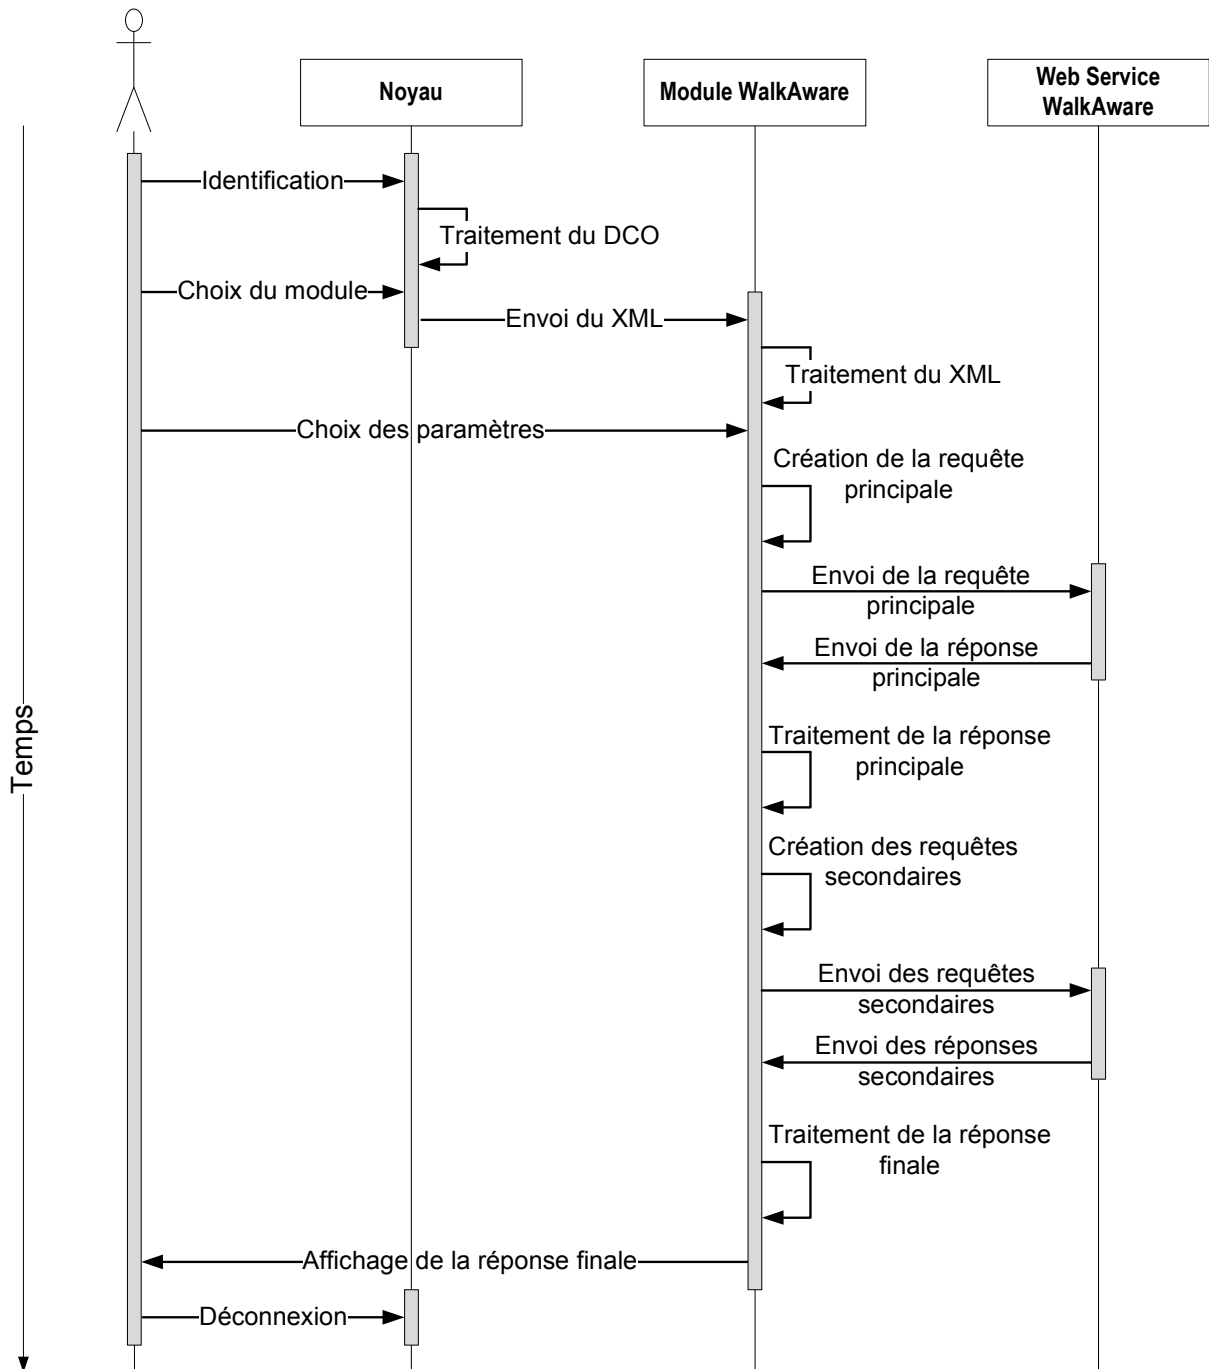 Noyau
Module WalkAware
Web Service
WalkAware
Identification
Traitement du DCO
Choix du module
Envoi du XML
Traitement du XML
Choix des paramètres
Création de la requête
principale
Envoi de la requête
principale
Envoi de la réponse
principale
Temps
Traitement de la réponse
principale
Création des requêtes
secondaires
Envoi des requêtes
secondaires
Envoi des réponses
secondaires
Traitement de la réponse
finale
Affichage de la réponse finale
Déconnexion